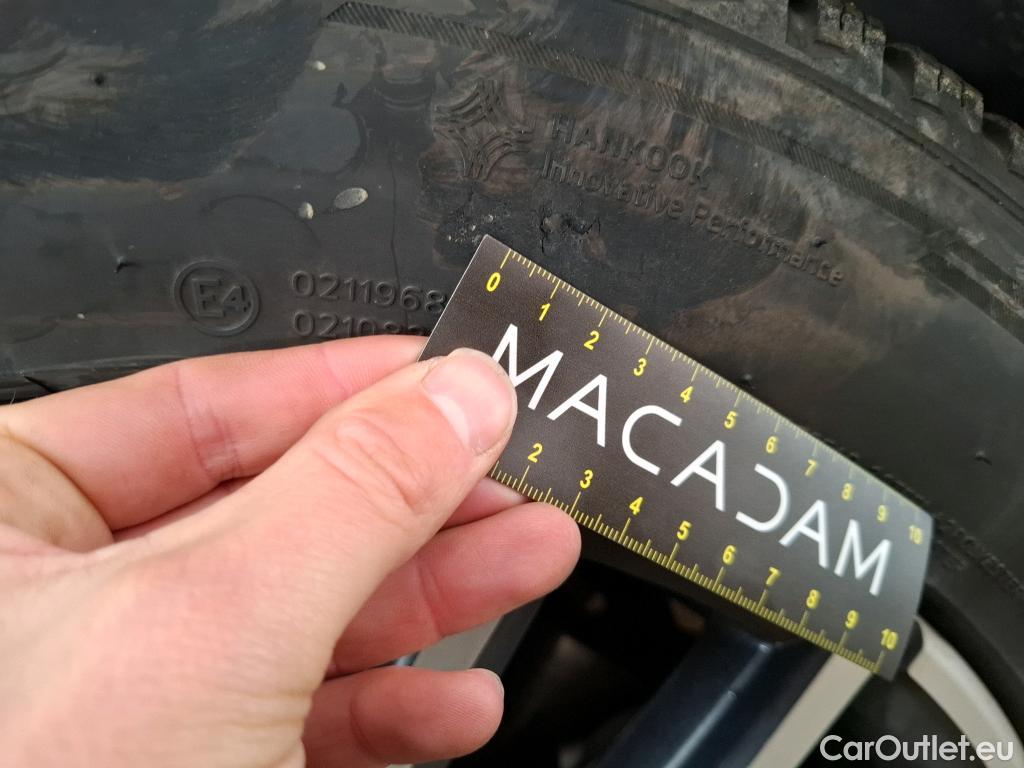 HANKOOK
Innovative Performance
E4
0211968
02108
0 1 2 3 4 5 6 7 8 9 10
MACADAM
2 3 4 5 6 7 8 9 10
CarOutlet.eu